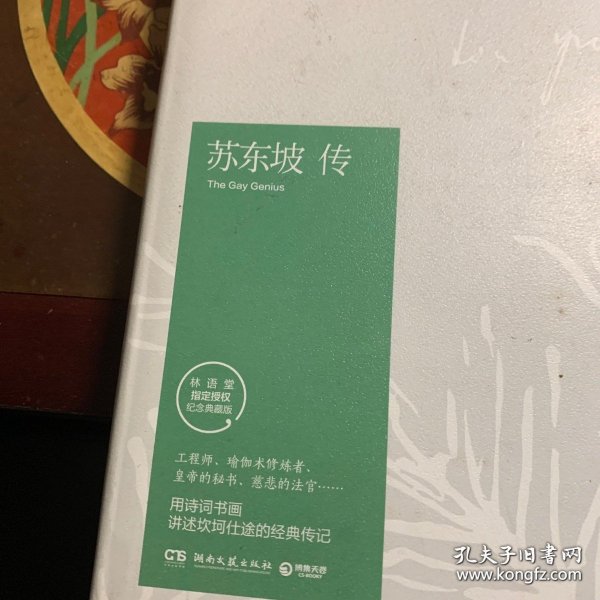 苏东坡 传
The Gay Genius
林语堂
指定授权
纪念典藏版
工程师、瑜伽术修炼者、
皇帝的秘书、慈悲的法官……
用诗词书画
讲述坎坷仕途的经典传记
湖南文艺出版社
博集天卷
CS-BOOKY
孔夫子旧书网
www.kongfz.com